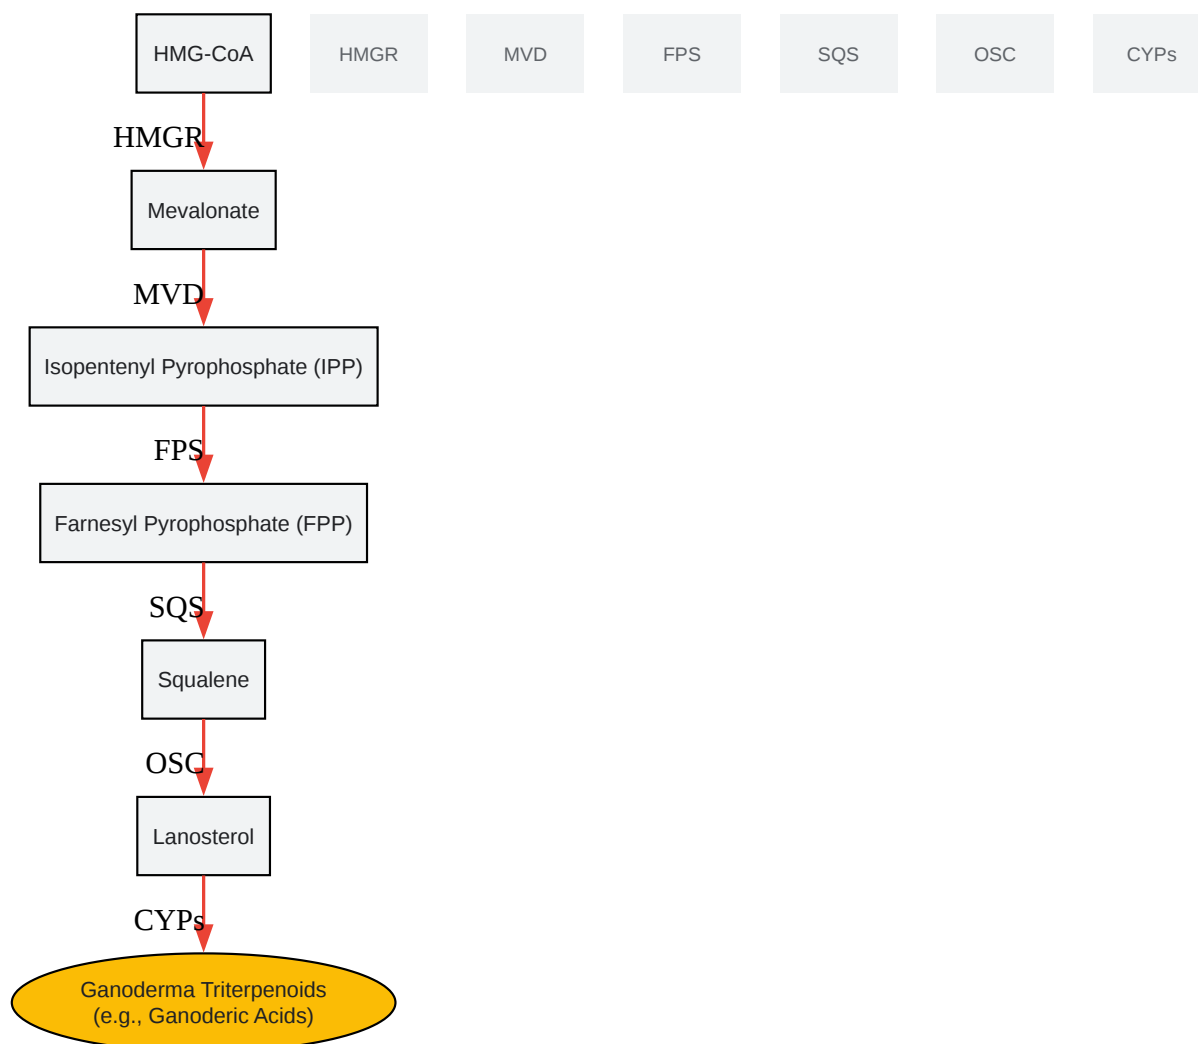 HMG-CoA
HMGR
MVD
FPS
SQS
OSC
CYPs
HMGR
Mevalonate
MVD
Isopentenyl Pyrophosphate (IPP)
FPS
Farnesyl Pyrophosphate (FPP)
SQS
Squalene
OSC
Lanosterol
CYPs
Ganoderma Triterpenoids
(e.g., Ganoderic Acids)